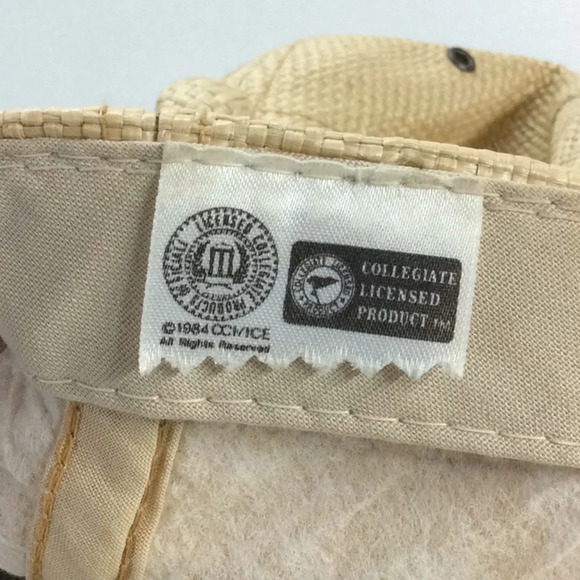 OFFICIALLY LICENSED COLLEGIATE PRODUCTS
©1984 CCI/ICE
All Rights Reserved
COLLEGIATE
LICENSED
PRODUCT